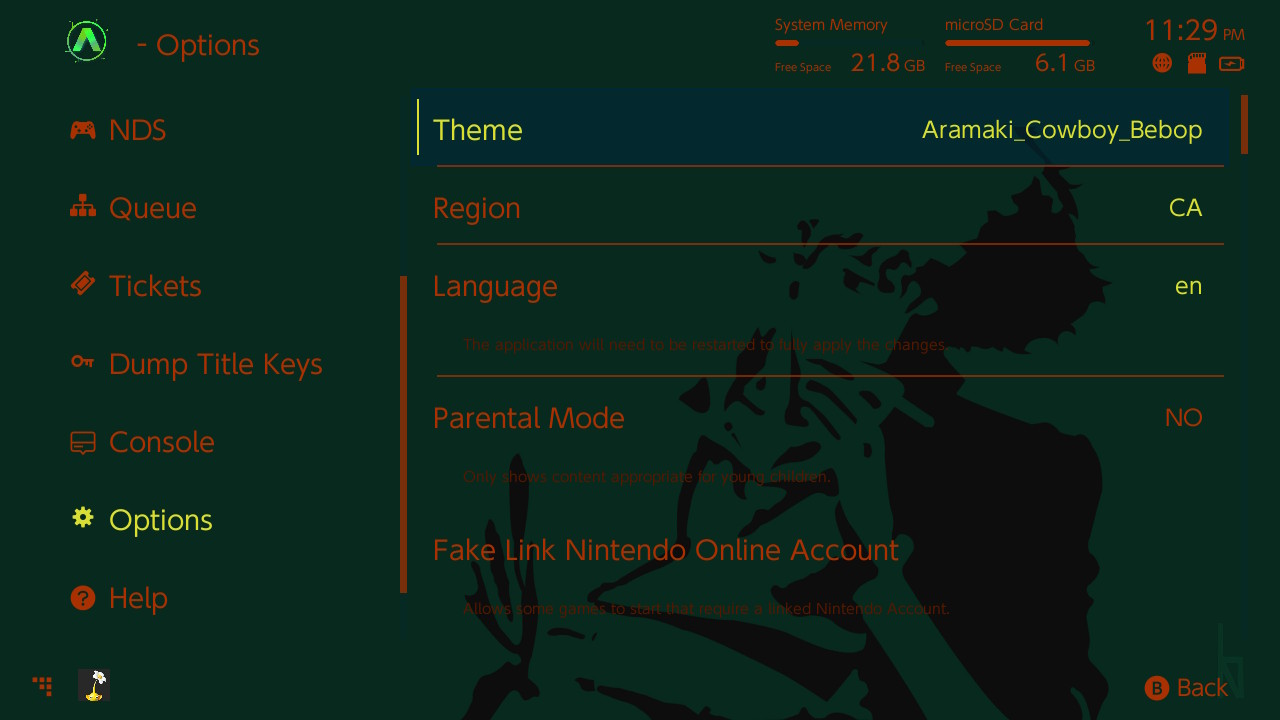 - Options
System Memory
Free Space 21.8 GB
microSD Card
Free Space 6.1 GB
11:29 PM
NDS
Queue
Tickets
Dump Title Keys
Console
Options
Help
Theme Aramaki_Cowboy_Bebop
Region CA
Language en
The application will need to be restarted to fully apply the changes.
Parental Mode NO
Only shows content appropriate for young children.
Fake Link Nintendo Online Account
Allows some games to start that require a linked Nintendo Account.
B Back